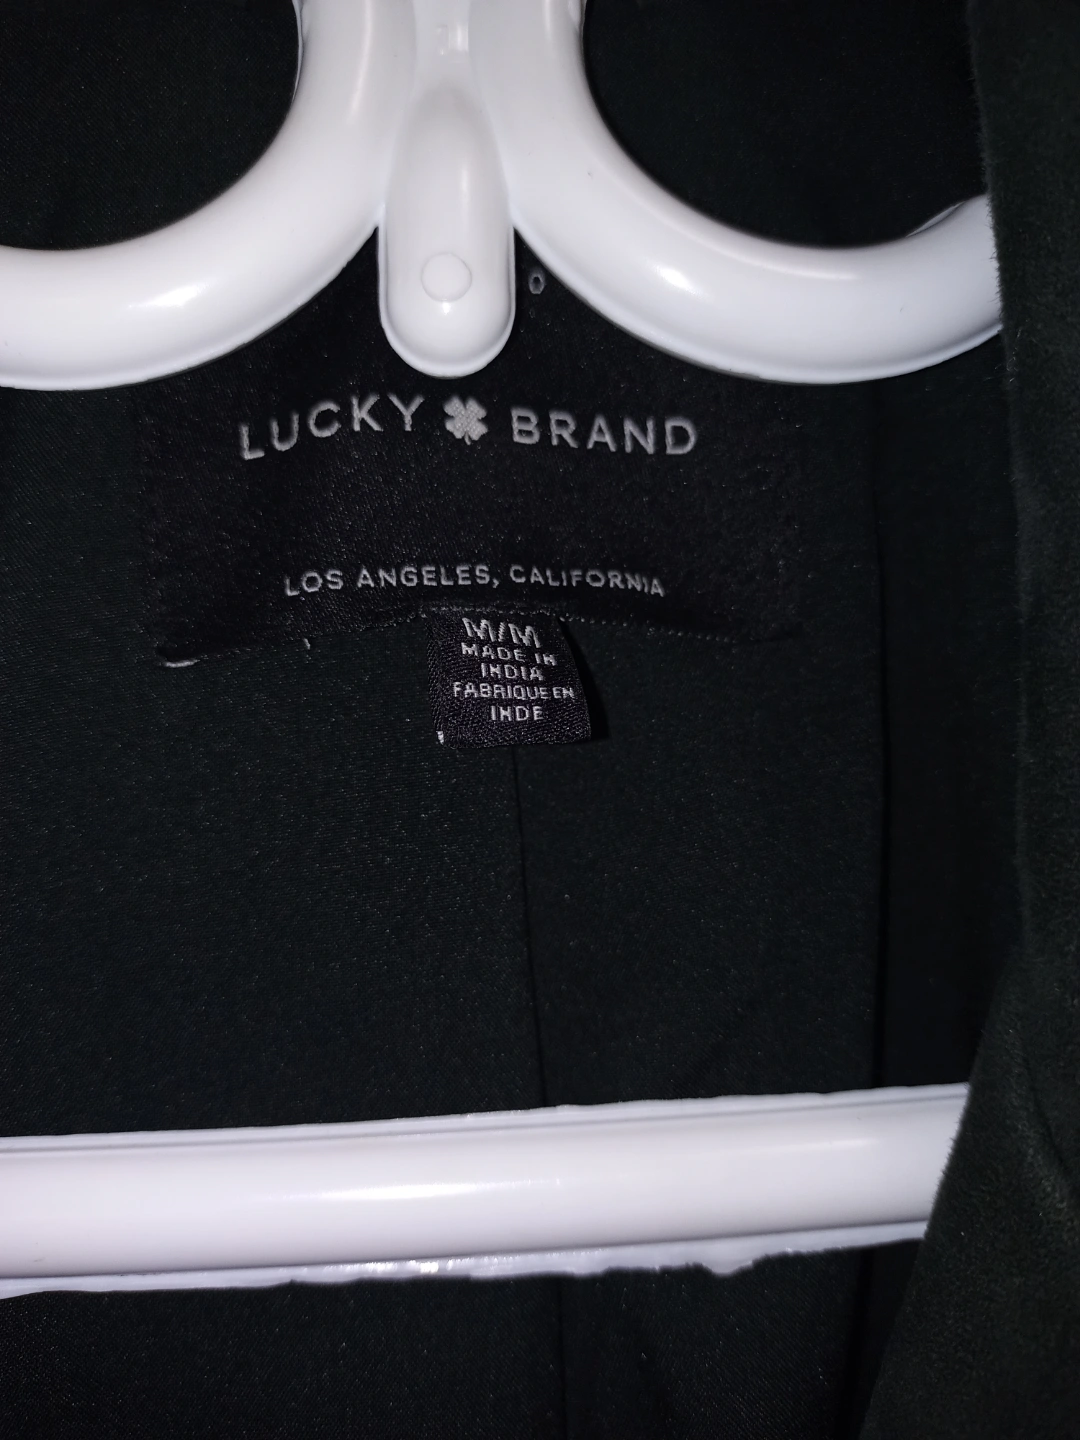 LUCKY BRAND
LOS ANGELES, CALIFORNIA
M/M
MADE IN
INDIA
FABRIQUE EN
INDE